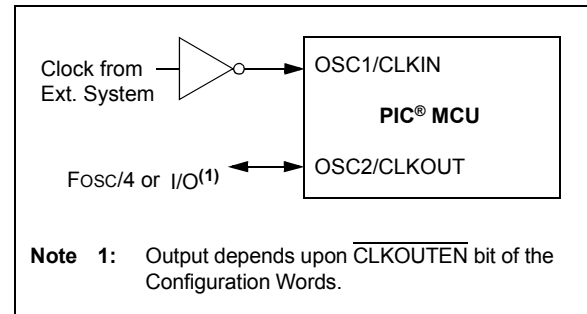 Clock from
Ext. System
OSC1/CLKIN
PIC® MCU
FOSC/4 or I/O(1)
OSC2/CLKOUT
Note 1: Output depends upon CLKOUTEN bit of the
Configuration Words.